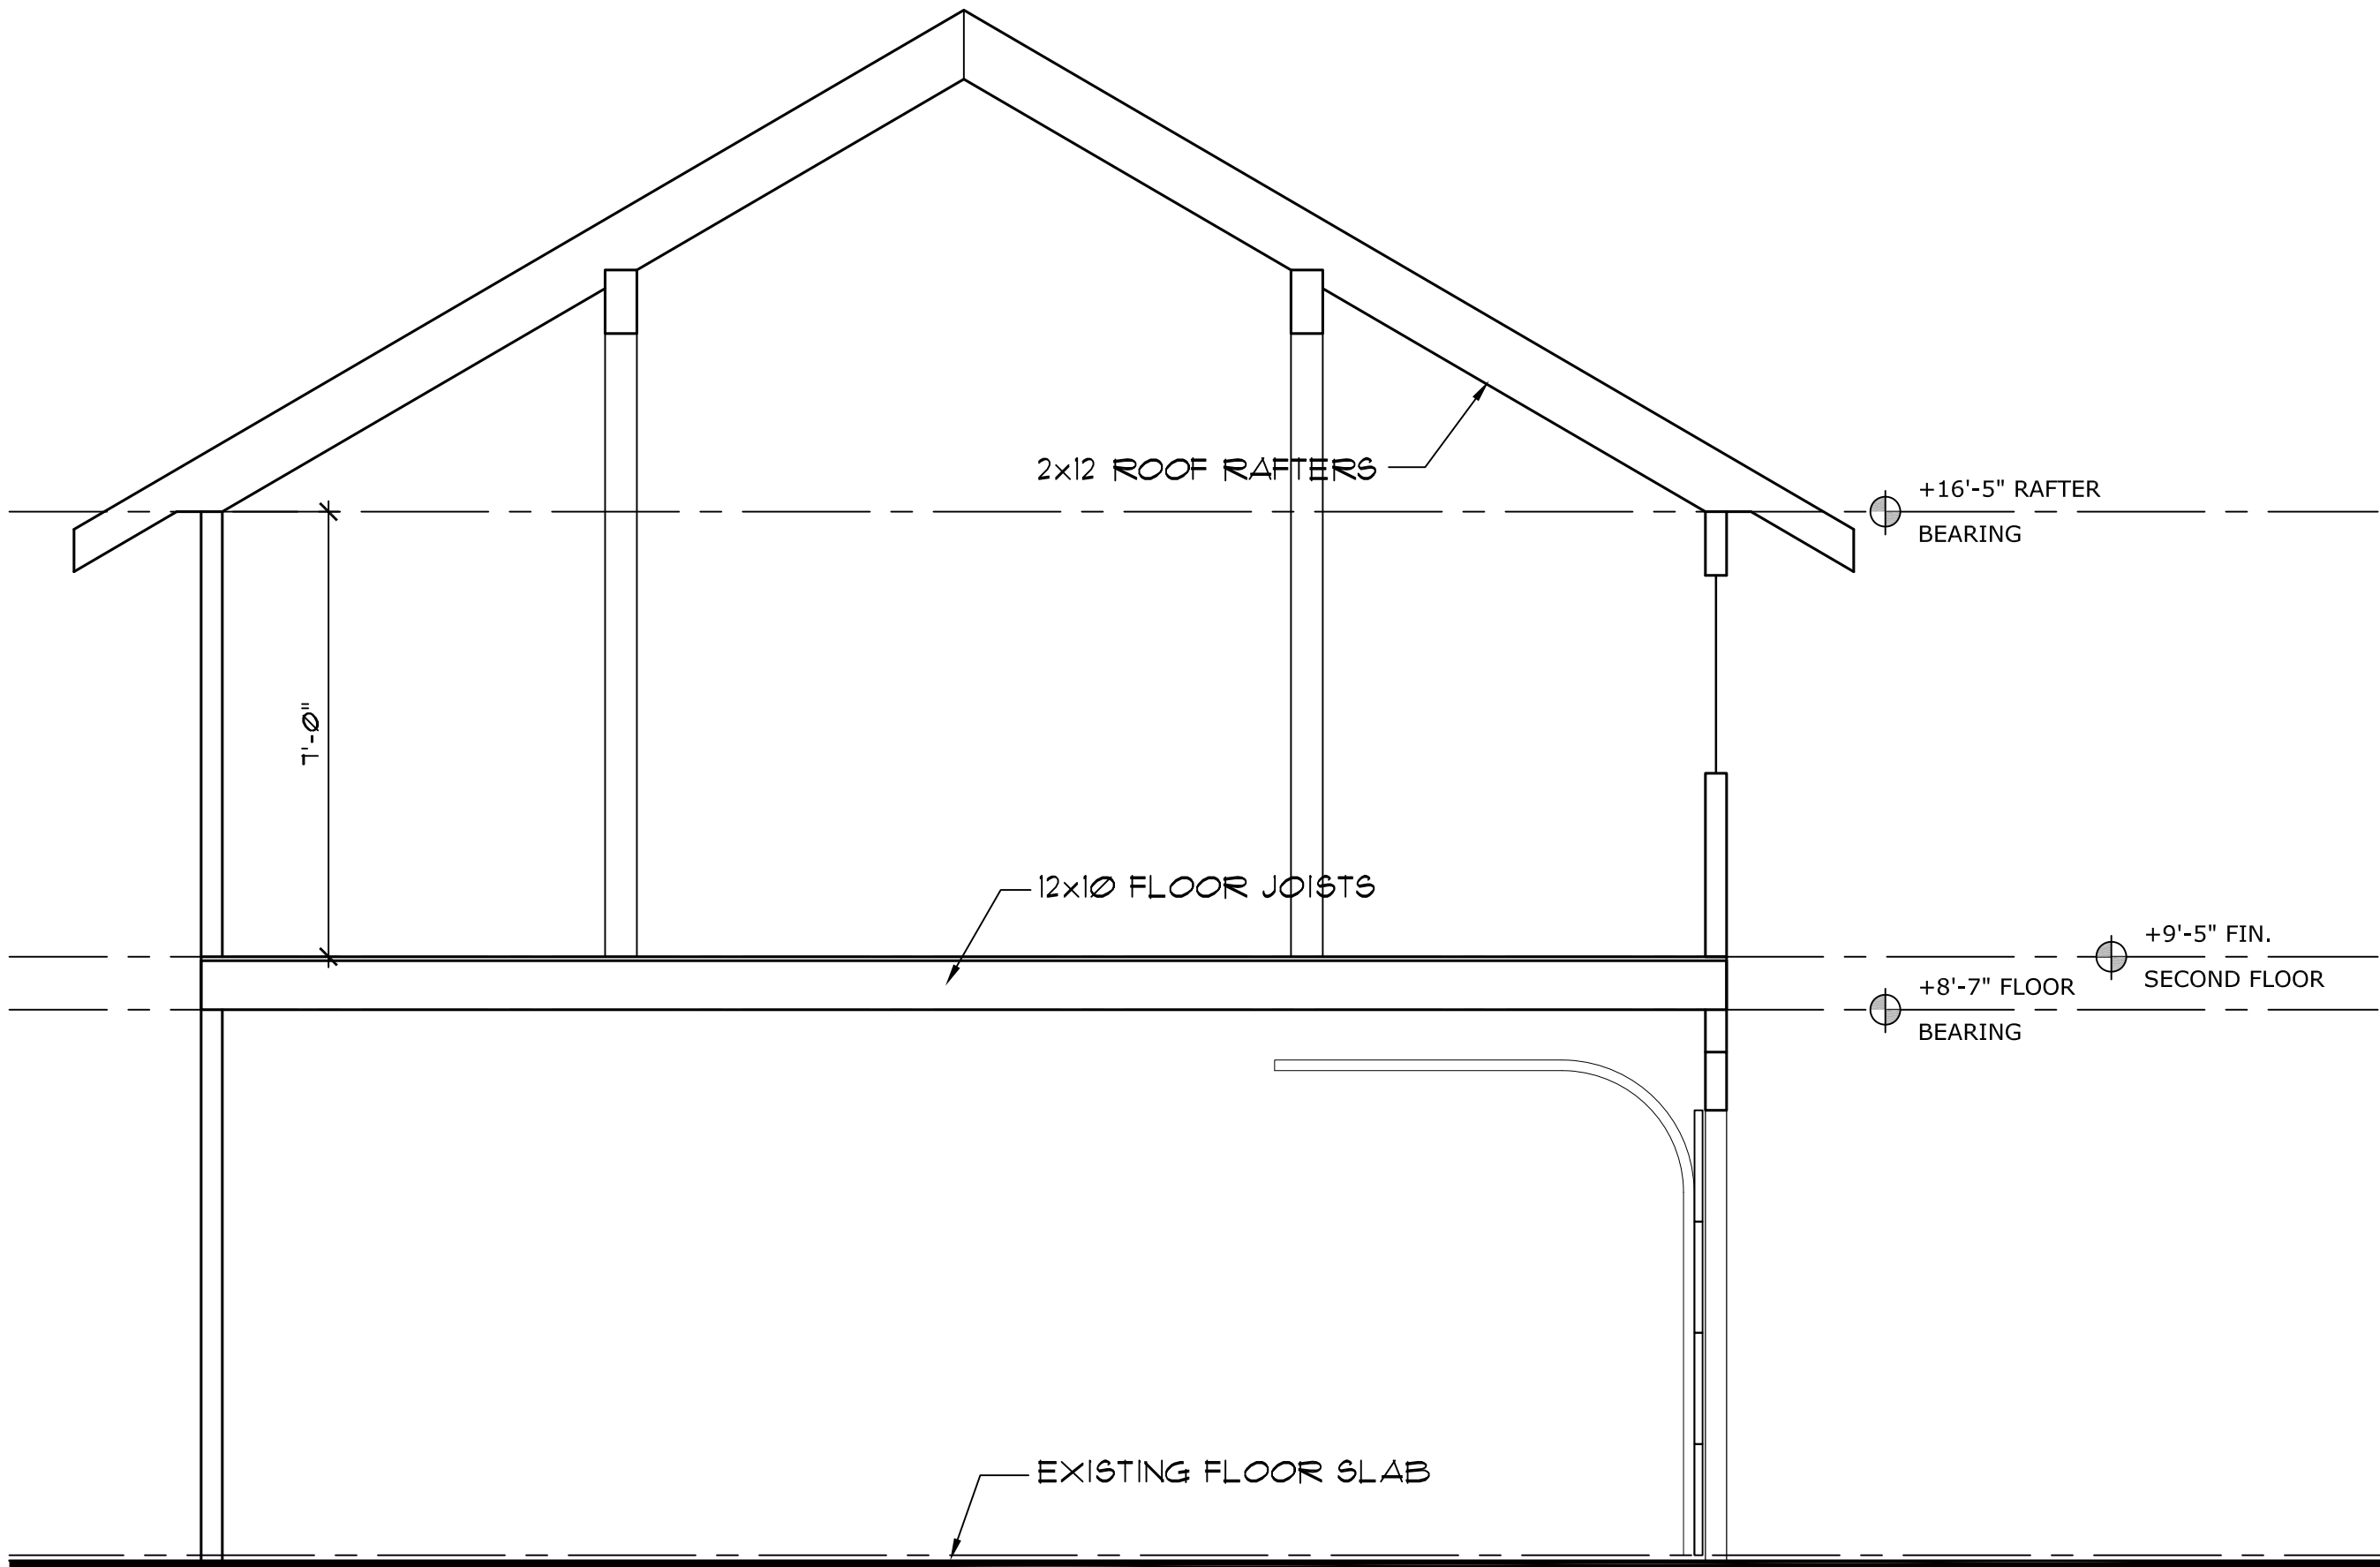 2x12 ROOF RAFTERS
+16'-5" RAFTER
BEARING
7'-0"
12x10 FLOOR JOISTS
+9'-5" FIN.
SECOND FLOOR
+8'-7" FLOOR
BEARING
EXISTING FLOOR SLAB